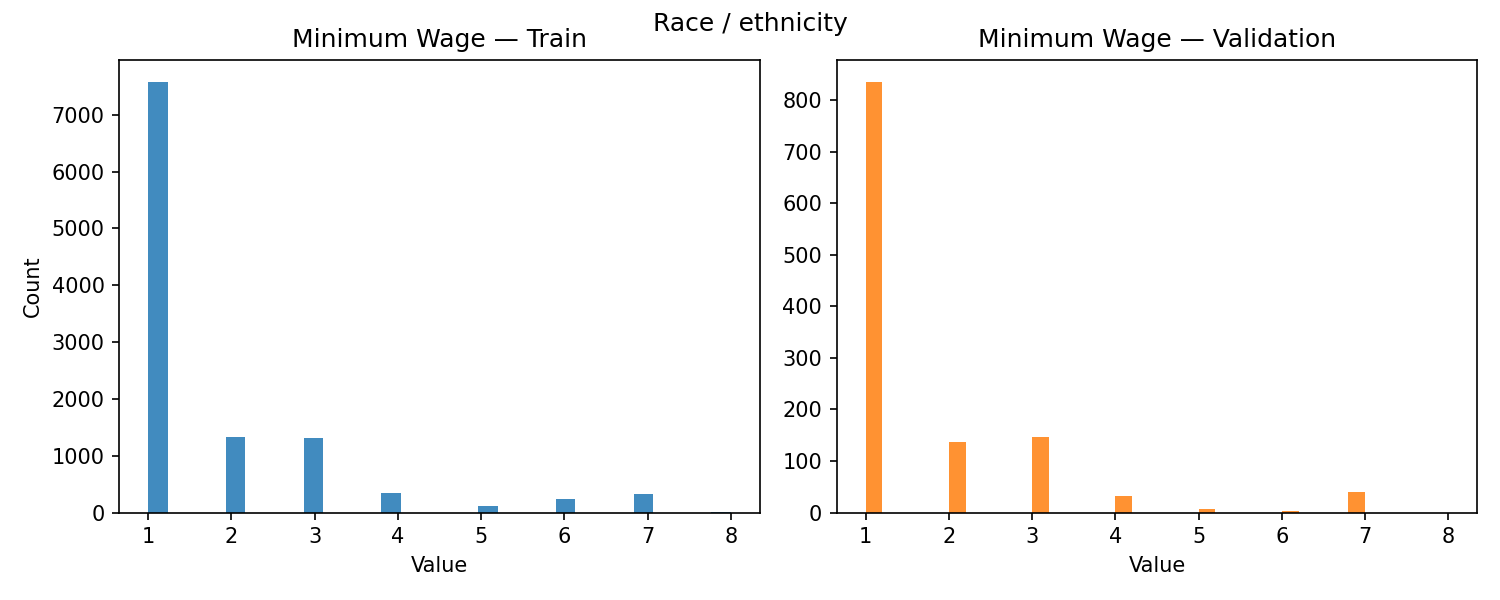 Race / ethnicity
Minimum Wage — Train
Count
7000
6000
5000
4000
3000
2000
1000
0
1 2 3 4 5 6 7 8
Value
Minimum Wage — Validation
800
700
600
500
400
300
200
100
0
1 2 3 4 5 6 7 8
Value